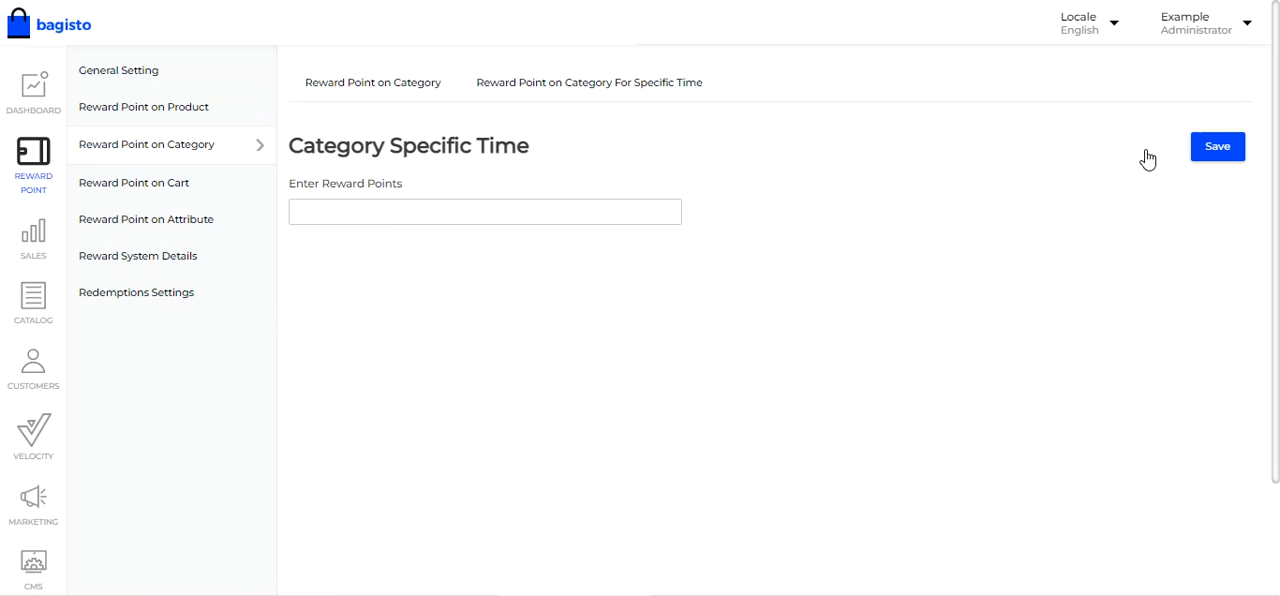 bagisto
Locale
English
Example
Administrator
DASHBOARD
REWARD
POINT
SALES
CATALOG
CUSTOMERS
VELOCITY
MARKETING
CMS
General Setting
Reward Point on Product
Reward Point on Category
Reward Point on Cart
Reward Point on Attribute
Reward System Details
Redemptions Settings
Reward Point on Category
Reward Point on Category For Specific Time
Category Specific Time
Save
Enter Reward Points